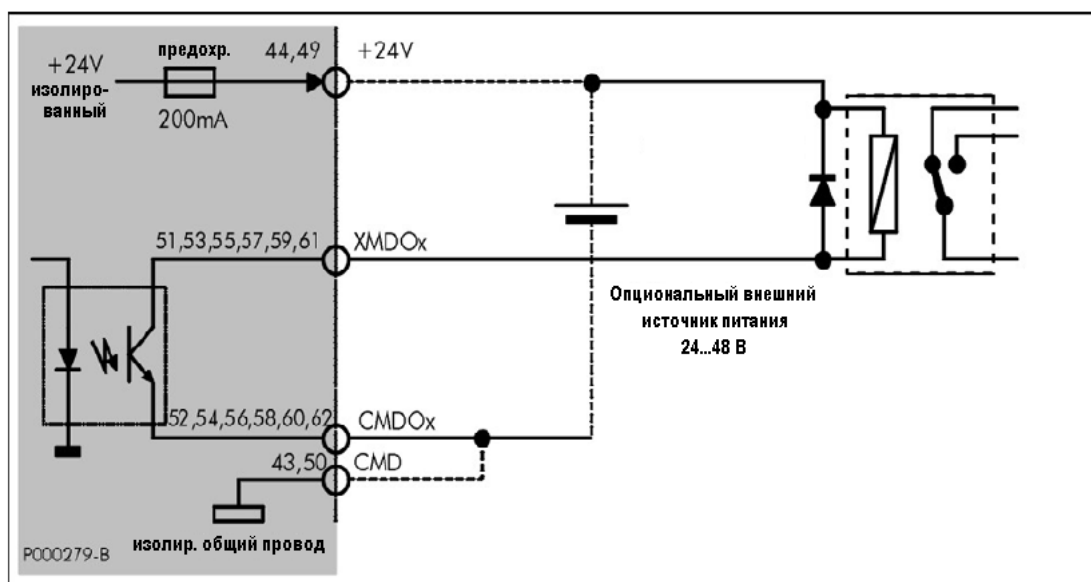 предохр.
44,49
+24V
+24V
изолиро-
ванный
200mA
51,53,55,57,59,61
XMDOx
Опциональный внешний
источник питания
24...48 В
52,54,56,58,60,62
CMDOx
43,50
CMD
изолир. общий провод
P000279-B